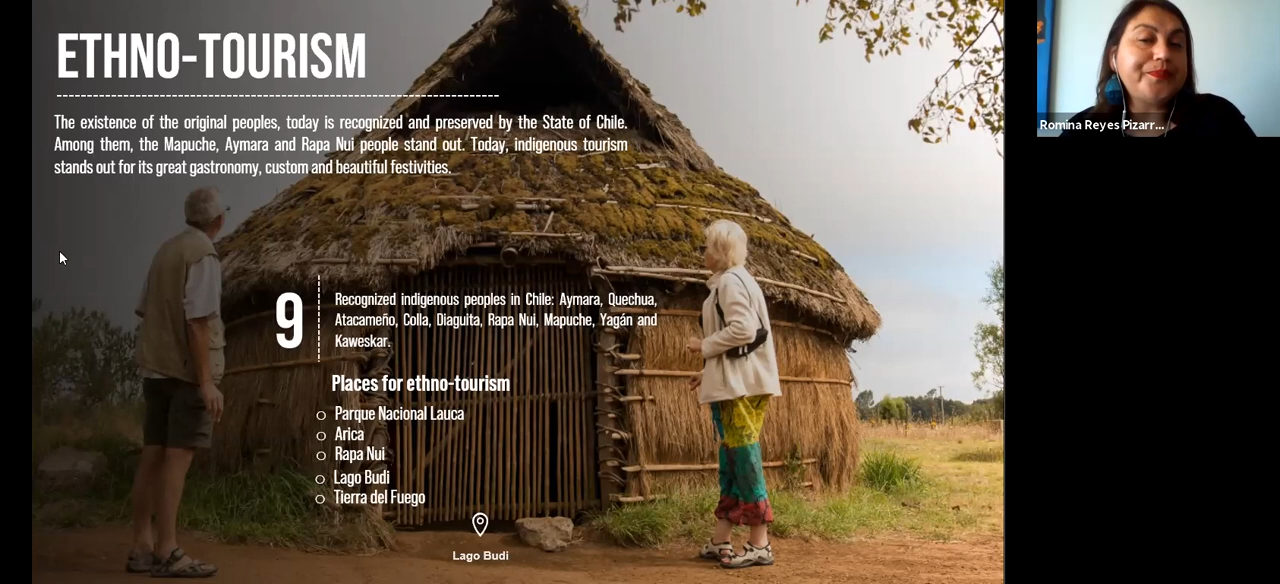 ETHNO-TOURISM
The existence of the original peoples, today is recognized and preserved by the State of Chile.
Among them, the Mapuche, Aymara and Rapa Nui people stand out. Today, indigenous tourism
stands out for its great gastronomy, custom and beautiful festivities.
9
Recognized indigenous peoples in Chile: Aymara, Quechua,
Atacameño, Colla, Diaguita, Rapa Nui, Mapuche, Yagán and
Kaweskar.
Places for ethno-tourism
Parque Nacional Lauca
Arica
Rapa Nui
Lago Budi
Tierra del Fuego
Lago Budi
Romina Reyes Pizarr...